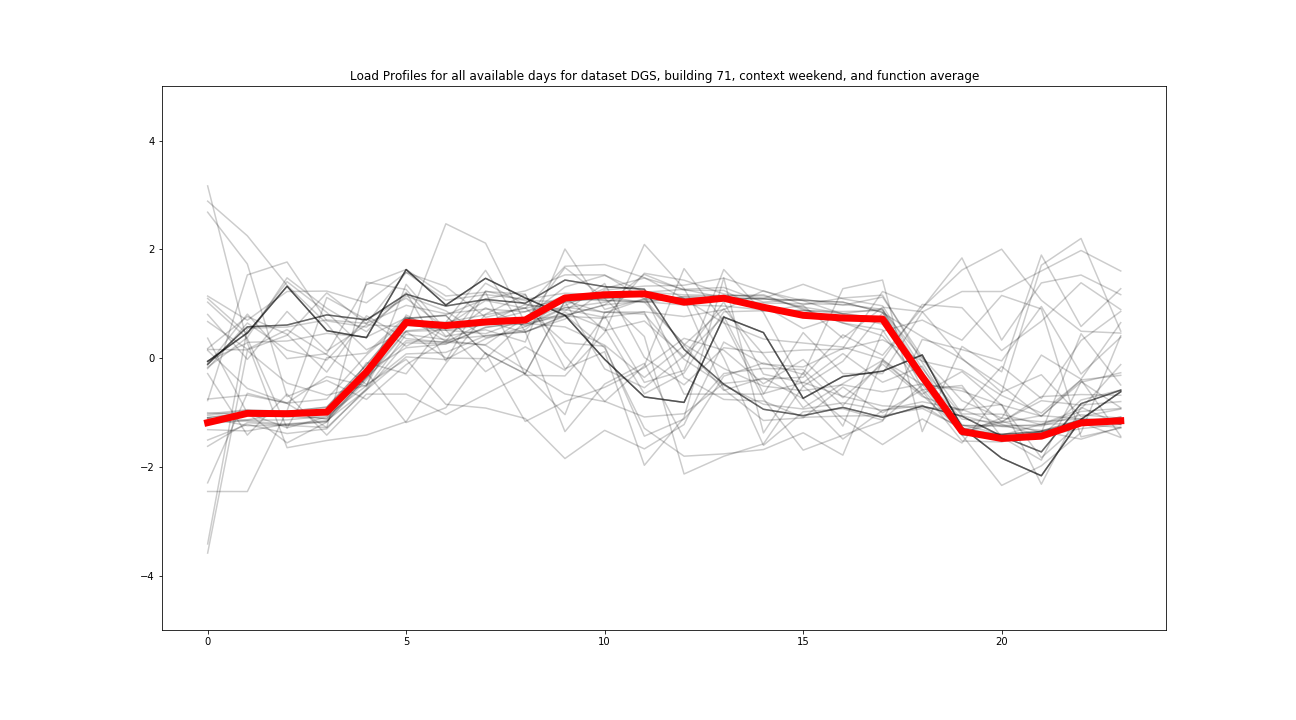 Load Profiles for all available days for dataset DGS, building 71, context weekend, and function average
4
2
0
−2
−4
0 5 10 15 20